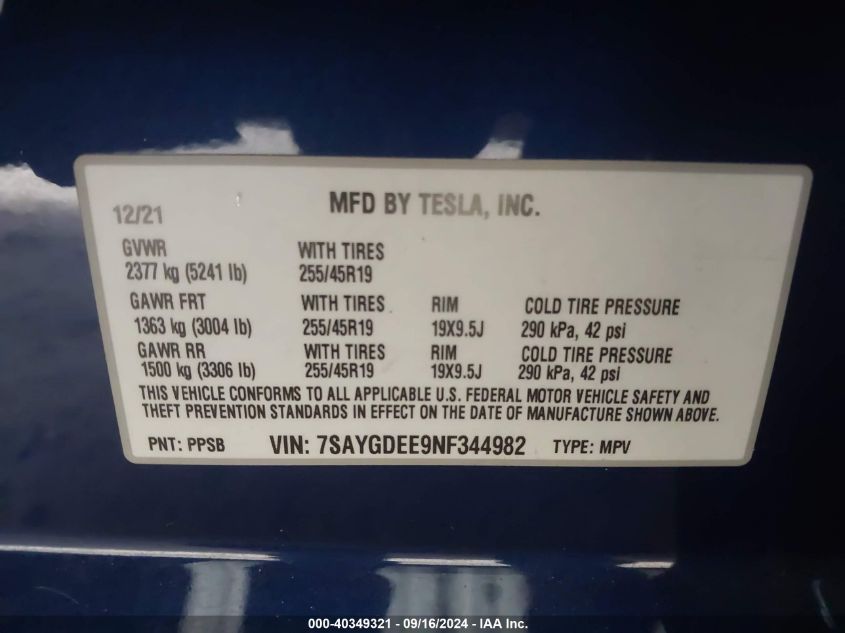 12/21 MFD BY TESLA, INC.
GVWR WITH TIRES
2377 kg (5241 lb) 255/45R19
GAWR FRT WITH TIRES RIM COLD TIRE PRESSURE
1363 kg (3004 lb) 255/45R19 19X9.5J 290 kPa, 42 psi
GAWR RR WITH TIRES RIM COLD TIRE PRESSURE
1500 kg (3306 lb) 255/45R19 19X9.5J 290 kPa, 42 psi
THIS VEHICLE CONFORMS TO ALL APPLICABLE U.S. FEDERAL MOTOR VEHICLE SAFETY AND
THEFT PREVENTION STANDARDS IN EFFECT ON THE DATE OF MANUFACTURE SHOWN ABOVE.
PNT: PPSB VIN: 7SAYGDEE9NF344982 TYPE: MPV
000-40349321 - 09/16/2024 - IAA Inc.